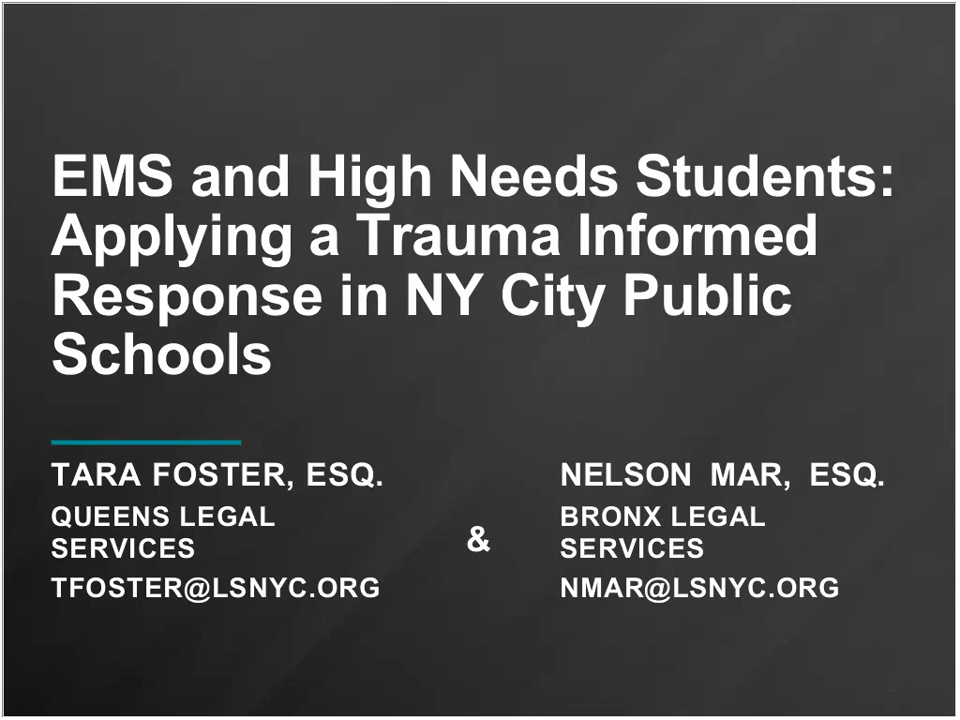 EMS and High Needs Students:
Applying a Trauma Informed
Response in NY City Public
Schools
TARA FOSTER, ESQ.
QUEENS LEGAL
SERVICES
TFOSTER@LSNYC.ORG
&
NELSON MAR, ESQ.
BRONX LEGAL
SERVICES
NMAR@LSNYC.ORG